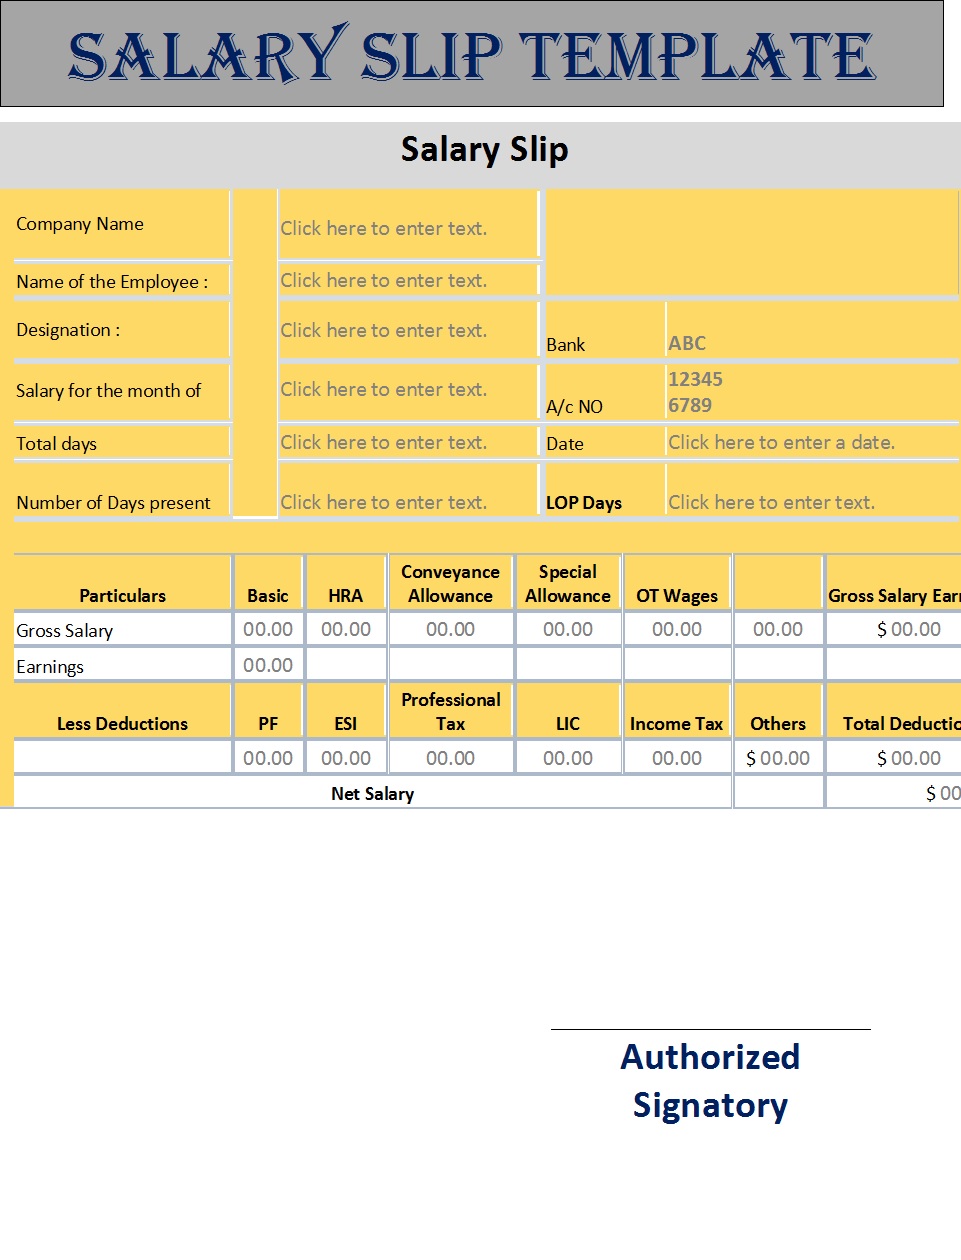 SALARY SLIP TEMPLATE
Salary Slip
Company Name Click here to enter text.
Name of the Employee : Click here to enter text.
Designation : Click here to enter text. Bank ABC
Salary for the month of Click here to enter text. A/c NO 12345
6789
Total days Click here to enter text. Date Click here to enter a date.
Number of Days present Click here to enter text. LOP Days Click here to enter text.
Particulars Basic HRA Conveyance Allowance Special Allowance OT Wages Gross Salary Earn
Gross Salary 00.00 00.00 00.00 00.00 00.00 00.00 $ 00.00
Earnings 00.00
Less Deductions PF ESI Professional Tax LIC Income Tax Others Total Deductio
00.00 00.00 00.00 00.00 00.00 $ 00.00 $ 00.00
Net Salary $ 00
Authorized
Signatory